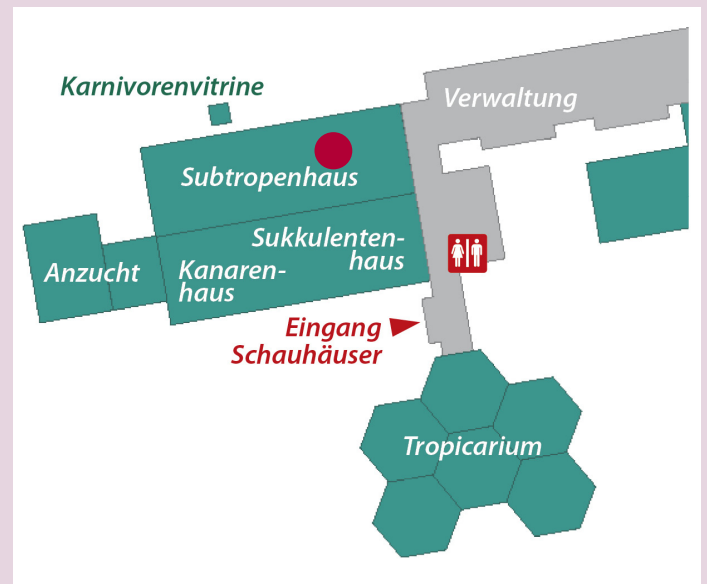 Karnivorenvitrine
Verwaltung
Subtropenhaus
Sukkulenten-
haus
Anzucht
Kanaren-
haus
Eingang
Schauhäuser
Tropicarium